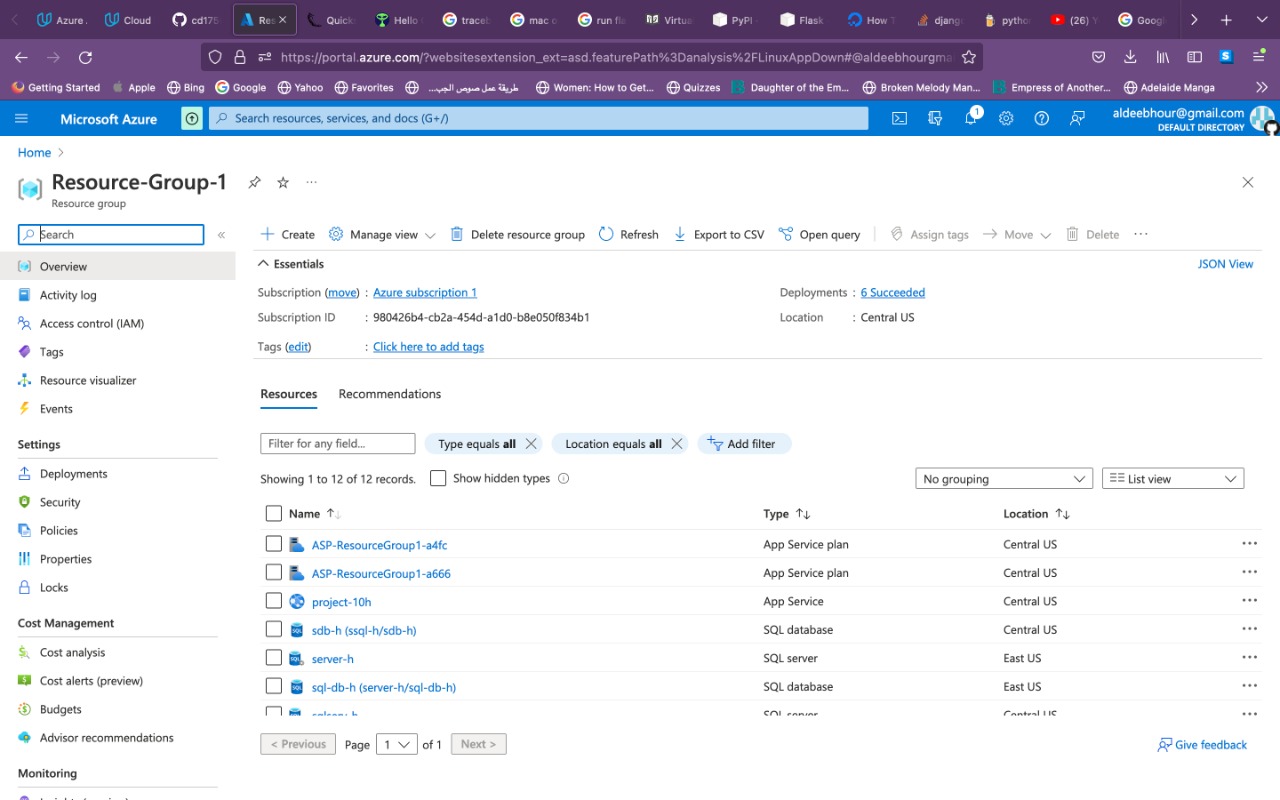 Azure
Cloud
cd175
Res
Quick
Hello
traceb
mac o
run fla
Virtua
PyPI
Flask
How T
djang
pytho
(26) Y
Googl
https://portal.azure.com/?websitesextension_ext=asd.featurePath%3Danalysis%2FLinuxAppDown#@aldeebhourgma
Getting Started
Apple
Bing
Google
Yahoo
Favorites
طريقة عمل صوص الجب...
Women: How to Get...
Quizzes
Daughter of the Em...
Broken Melody Man...
Empress of Another...
Adelaide Manga
Microsoft Azure
Search resources, services, and docs (G+/)
1
aldeebhour@gmail.com
DEFAULT DIRECTORY
Home
Resource-Group-1
Resource group
Search
Create
Manage view
Delete resource group
Refresh
Export to CSV
Open query
Assign tags
Move
Delete
Overview
Activity log
Access control (IAM)
Tags
Resource visualizer
Events
Settings
Deployments
Security
Policies
Properties
Locks
Cost Management
Cost analysis
Cost alerts (preview)
Budgets
Advisor recommendations
Monitoring
Essentials
JSON View
Subscription (move) : Azure subscription 1
Deployments : 6 Succeeded
Subscription ID : 980426b4-cb2a-454d-a1d0-b8e050f834b1
Location : Central US
Tags (edit) : Click here to add tags
Resources
Recommendations
Filter for any field...
Type equals all
Location equals all
Add filter
Showing 1 to 12 of 12 records.
Show hidden types
No grouping
List view
Name Type Location
ASP-ResourceGroup1-a4fc App Service plan Central US
ASP-ResourceGroup1-a666 App Service plan Central US
project-10h App Service Central US
sdb-h (ssql-h/sdb-h) SQL database Central US
server-h SQL server East US
sql-db-h (server-h/sql-db-h) SQL database East US
sqlserv-h SQL server Central US
< Previous
Page 1 of 1
Next >
Give feedback